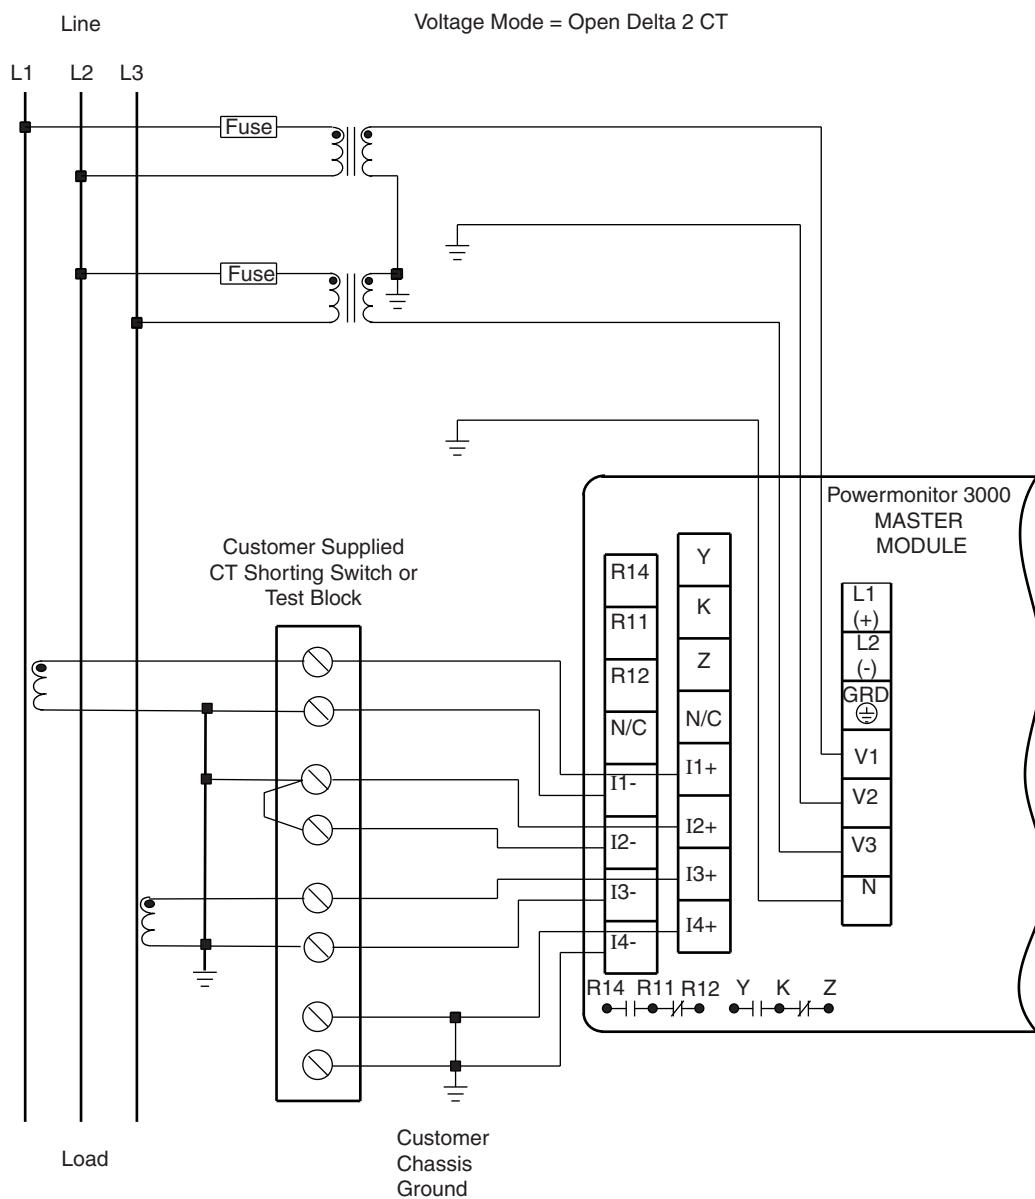 Line
Voltage Mode = Open Delta 2 CT
L1
L2
L3
Fuse
Fuse
Powermonitor 3000
MASTER
MODULE
Customer Supplied
CT Shorting Switch or
Test Block
R14
R11
R12
N/C
I1-
I2-
I3-
I4-
Y
K
Z
N/C
I1+
I2+
I3+
I4+
L1
(+)
L2
(-)
GRD
V1
V2
V3
N
R14 R11 R12 Y K Z
Customer
Chassis
Ground
Load